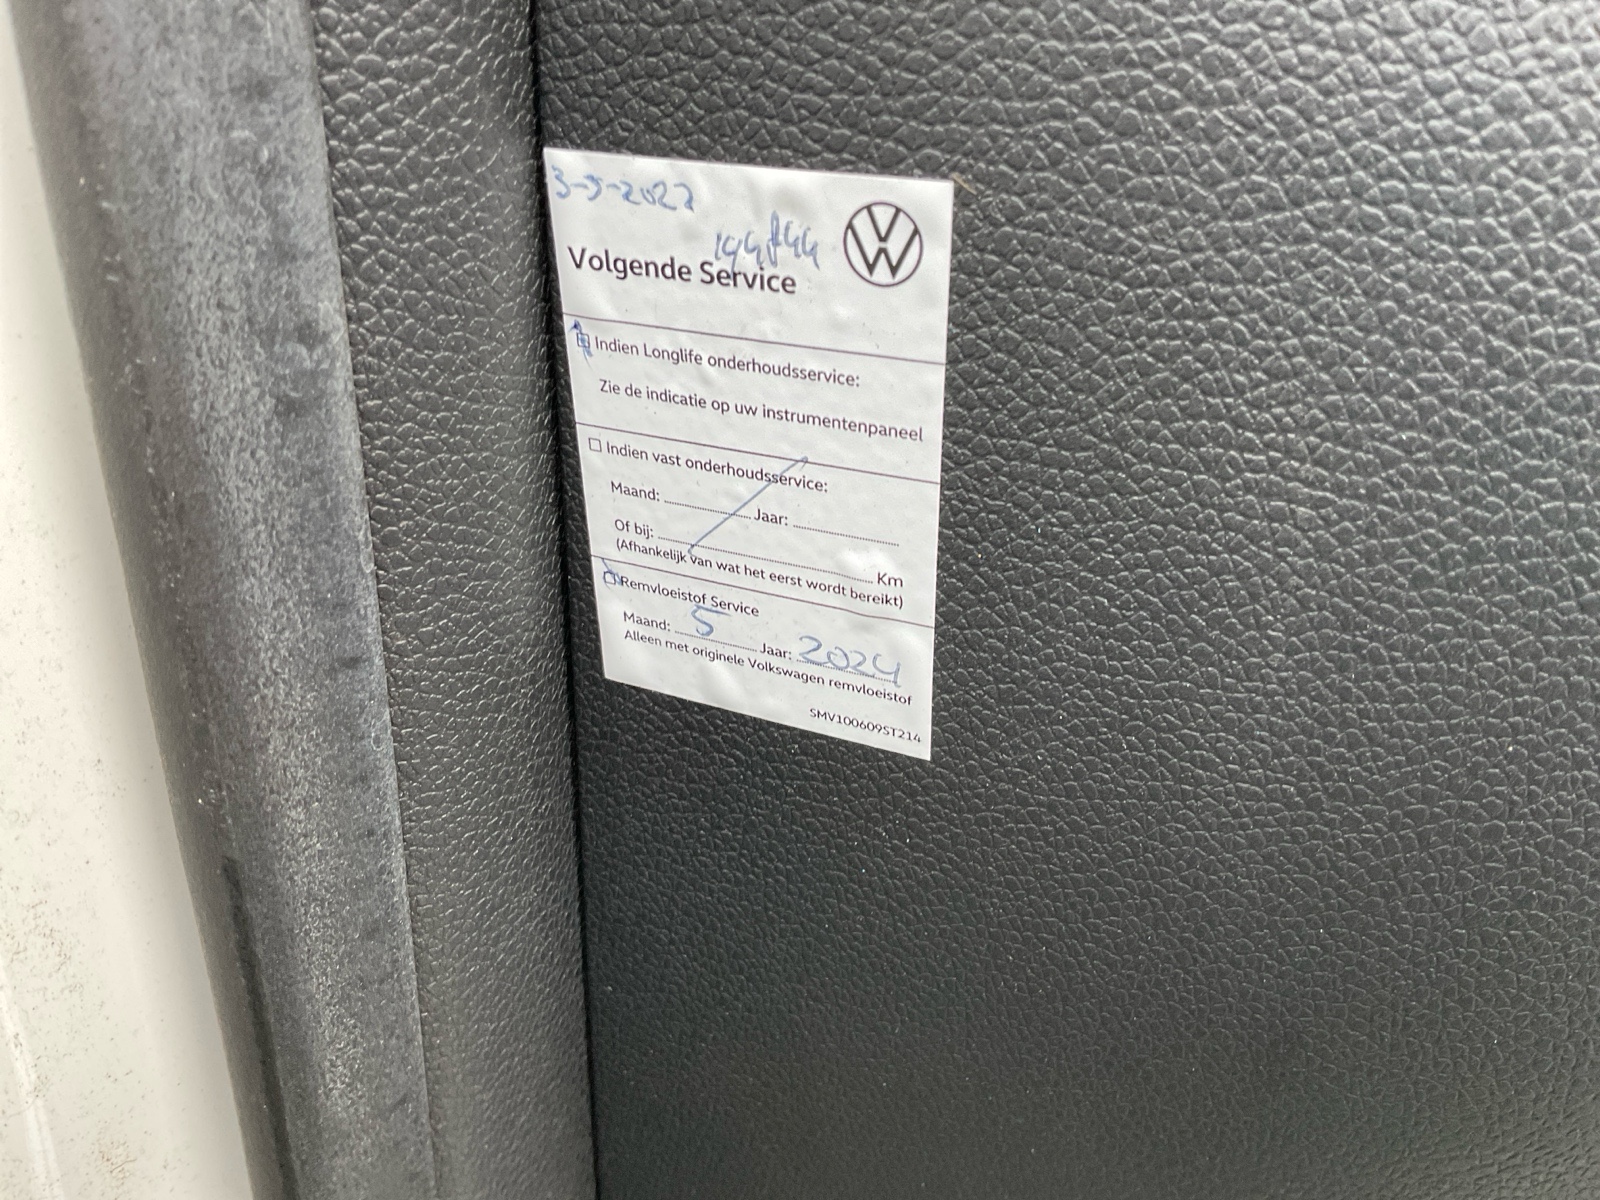 3-5-2022
Volgende Service
Indien Longlife onderhoudsservice:
Zie de indicatie op uw instrumentenpaneel
Indien vast onderhoudsservice:
Maand: Jaar:
Of bij: Km
(Afhankelijk van wat het eerst wordt bereikt)
Remvloeistof Service
Maand: 5 Jaar: 2024
Alleen met originele Volkswagen remvloeistof
SMV100609ST214